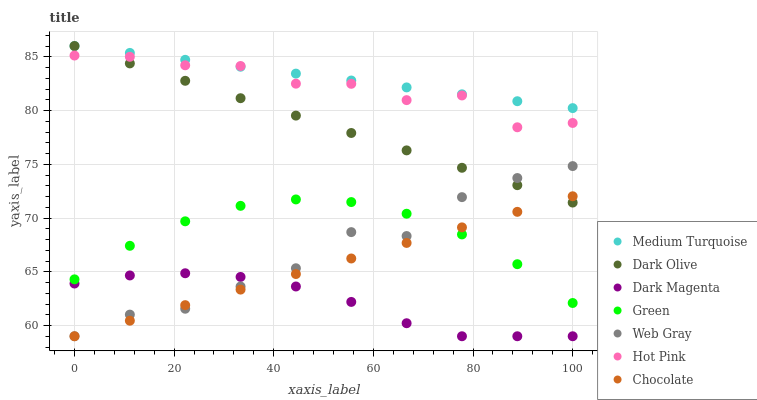 title
yaxis_label
85
80
75
70
65
60
0
20
40
60
80
100
xaxis_label
Medium Turquoise
Dark Olive
Dark Magenta
Green
Web Gray
Hot Pink
Chocolate